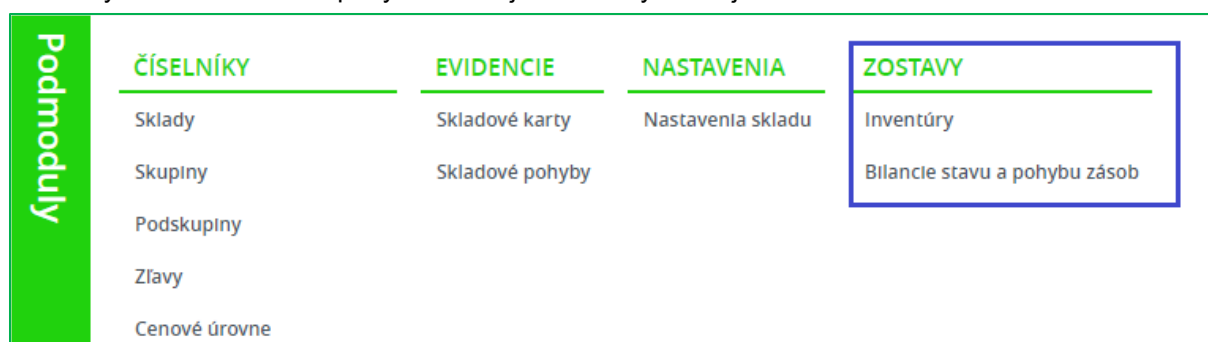 Podmoduly
ČÍSELNÍKY
Sklady
Skupiny
Podskupiny
Zľavy
Cenové úrovne
EVIDENCIE
Skladové karty
Skladové pohyby
NASTAVENIA
Nastavenia skladu
ZOSTAVY
Inventúry
Bilancie stavu a pohybu zásob